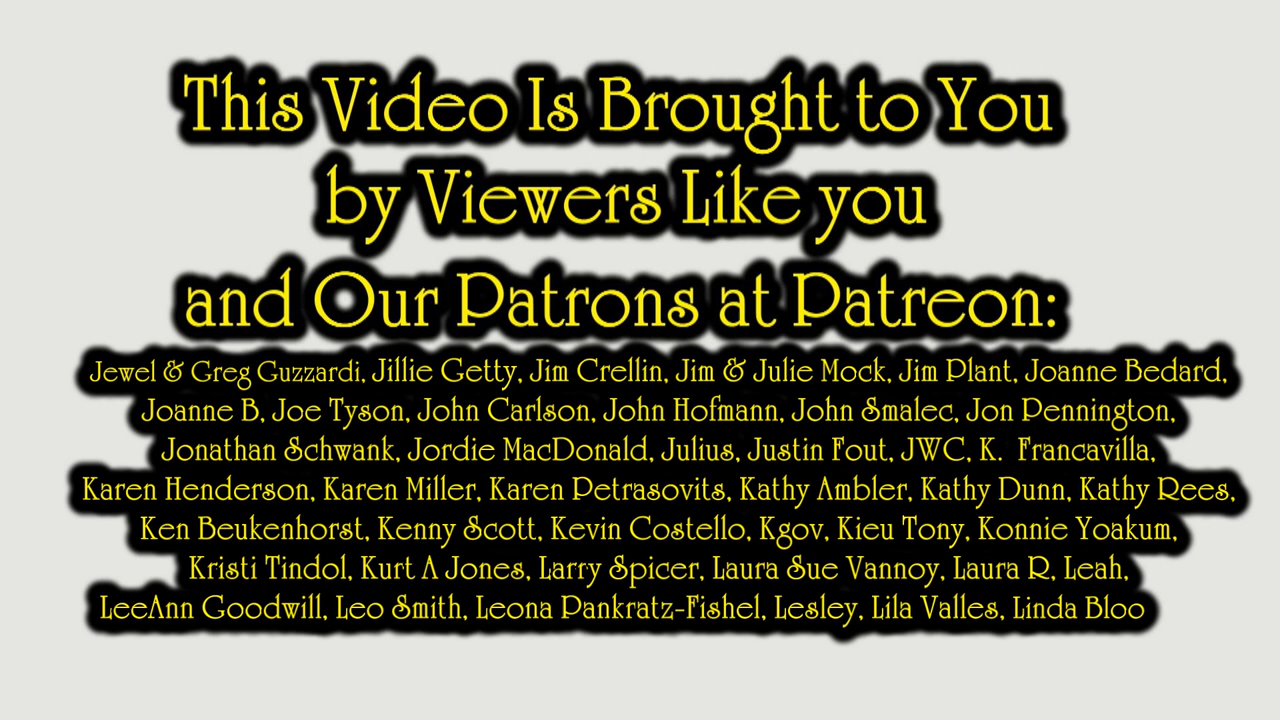 This Video Is Brought to You
by Viewers Like you
and Our Patrons at Patreon:
Jewel & Greg Guzzardi, Jillie Getty, Jim Crellin, Jim & Julie Mock, Jim Plant, Joanne Bedard,
Joanne B, Joe Tyson, John Carlson, John Hofmann, John Smalec, Jon Pennington,
Jonathan Schwank, Jordie MacDonald, Julius, Justin Fout, JWC, K.  Francavilla,
Karen Henderson, Karen Miller, Karen Petrasovits, Kathy Ambler, Kathy Dunn, Kathy Rees,
Ken Beukenhorst, Kenny Scott, Kevin Costello, Kgov, Kieu Tony, Konnie Yoakum,
Kristi Tindol, Kurt A Jones, Larry Spicer, Laura Sue Vannoy, Laura R, Leah,
LeeAnn Goodwill, Leo Smith, Leona Pankratz-Fishel, Lesley, Lila Valles, Linda Bloo